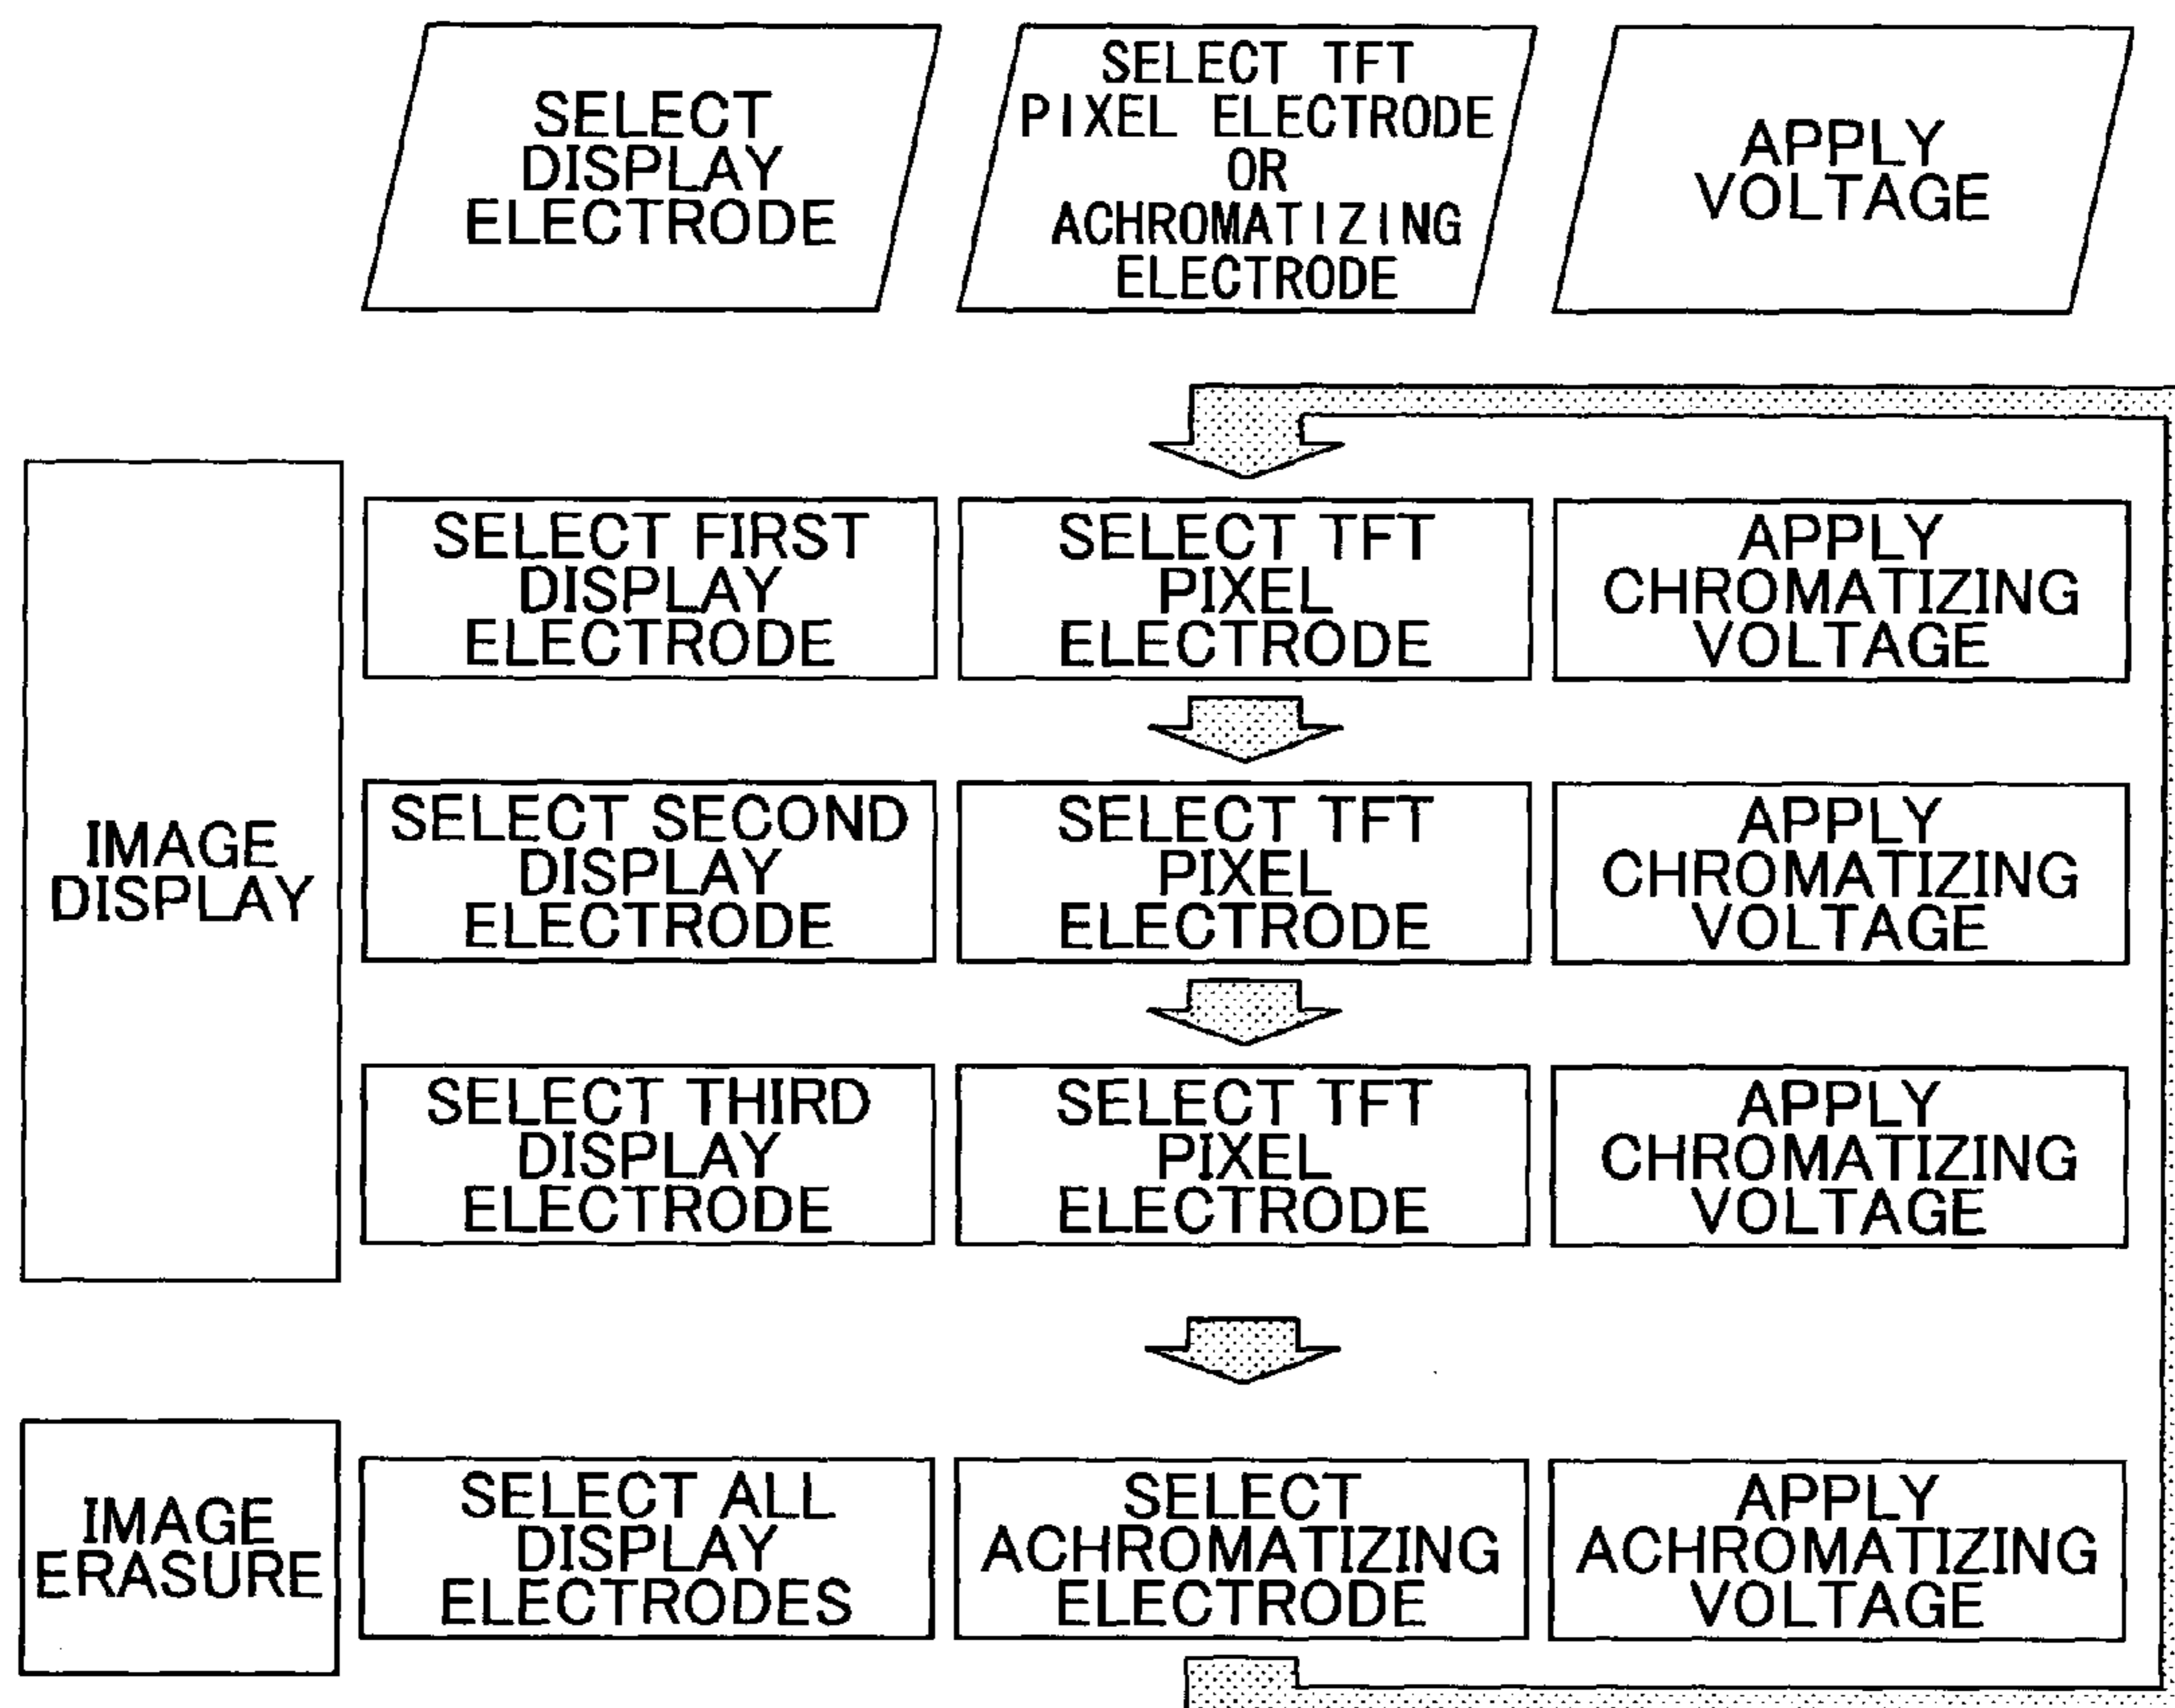 SELECT
DISPLAY
ELECTRODE
SELECT TFT
PIXEL ELECTRODE
OR
ACHROMATIZING
ELECTRODE
APPLY
VOLTAGE
IMAGE
DISPLAY
SELECT FIRST
DISPLAY
ELECTRODE
SELECT TFT
PIXEL
ELECTRODE
APPLY
CHROMATIZING
VOLTAGE
SELECT SECOND
DISPLAY
ELECTRODE
SELECT TFT
PIXEL
ELECTRODE
APPLY
CHROMATIZING
VOLTAGE
SELECT THIRD
DISPLAY
ELECTRODE
SELECT TFT
PIXEL
ELECTRODE
APPLY
CHROMATIZING
VOLTAGE
IMAGE
ERASURE
SELECT ALL
DISPLAY
ELECTRODES
SELECT
ACHROMATIZING
ELECTRODE
APPLY
ACHROMATIZING
VOLTAGE